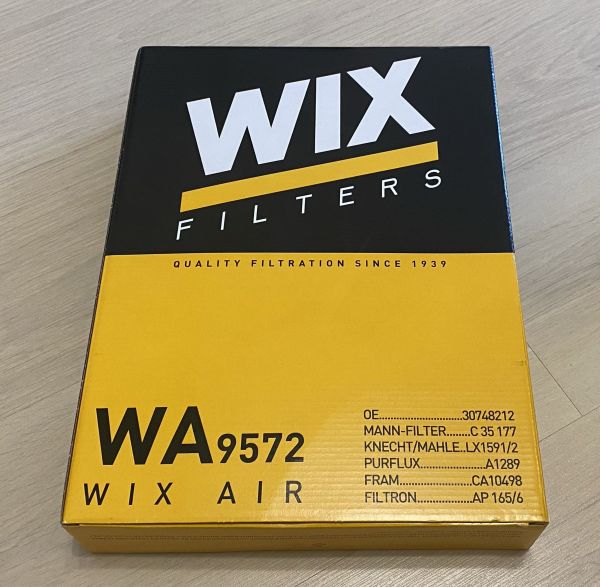 WIX
FILTERS
QUALITY FILTRATION SINCE 1939
WA9572
WIX AIR
OE.........................30748212
MANN-FILTER.......C 35 177
KNECHT/MAHLE..LX1591/2
PURFLUX....................A1289
FRAM......................CA10498
FILTRON.................AP 165/6